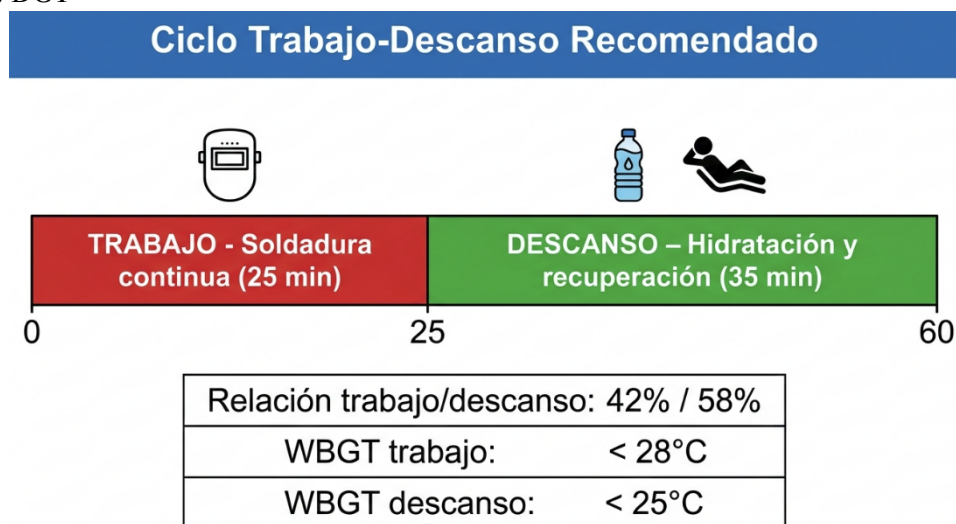 Ciclo Trabajo-Descanso Recomendado
TRABAJO - Soldadura
continua (25 min)
DESCANSO – Hidratación y
recuperación (35 min)
0
25
60
Relación trabajo/descanso: 42% / 58%
WBGT trabajo: < 28°C
WBGT descanso: < 25°C